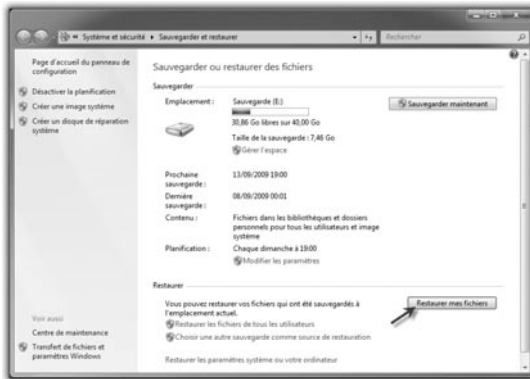 « Système et sécurité ▸ Sauvegarder et restaurer
Rechercher
Page d'accueil du panneau de
configuration
Désactiver la planification
Créer une image système
Créer un disque de réparation
système
Voir aussi
Centre de maintenance
Transfert de fichiers et
paramètres Windows
Sauvegarder ou restaurer des fichiers
Sauvegarder
Emplacement :
Sauvegarde (E:)
30,86 Go libres sur 40,00 Go
Taille de la sauvegarde : 7,46 Go
Gérer l'espace
Sauvegarder maintenant
Prochaine
sauvegarde :
13/09/2009 19:00
Dernière
sauvegarde :
08/09/2009 00:01
Contenu :
Fichiers dans les bibliothèques et dossiers
personnels pour tous les utilisateurs et image
système
Planification :
Chaque dimanche à 19:00
Modifier les paramètres
Restaurer
Vous pouvez restaurer vos fichiers qui ont été sauvegardés à
l'emplacement actuel.
Restaurer mes fichiers
Restaurer les fichiers de tous les utilisateurs
Choisir une autre sauvegarde comme source de restauration
Restaurer les paramètres système ou votre ordinateur